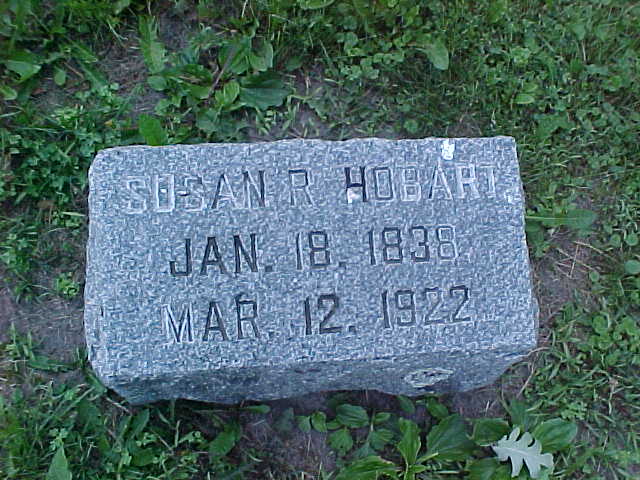 SUSAN R HOBART
JAN. 18. 1838
MAR. 12. 1922